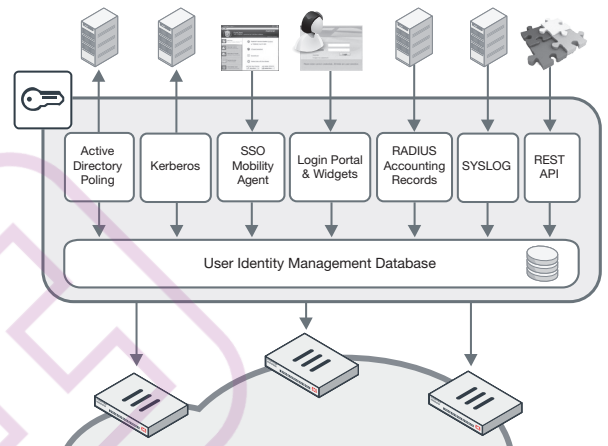 Active
Directory
Poling
Kerberos
SSO
Mobility
Agent
Login Portal
& Widgets
RADIUS
Accounting
Records
SYSLOG
REST
API
User Identity Management Database